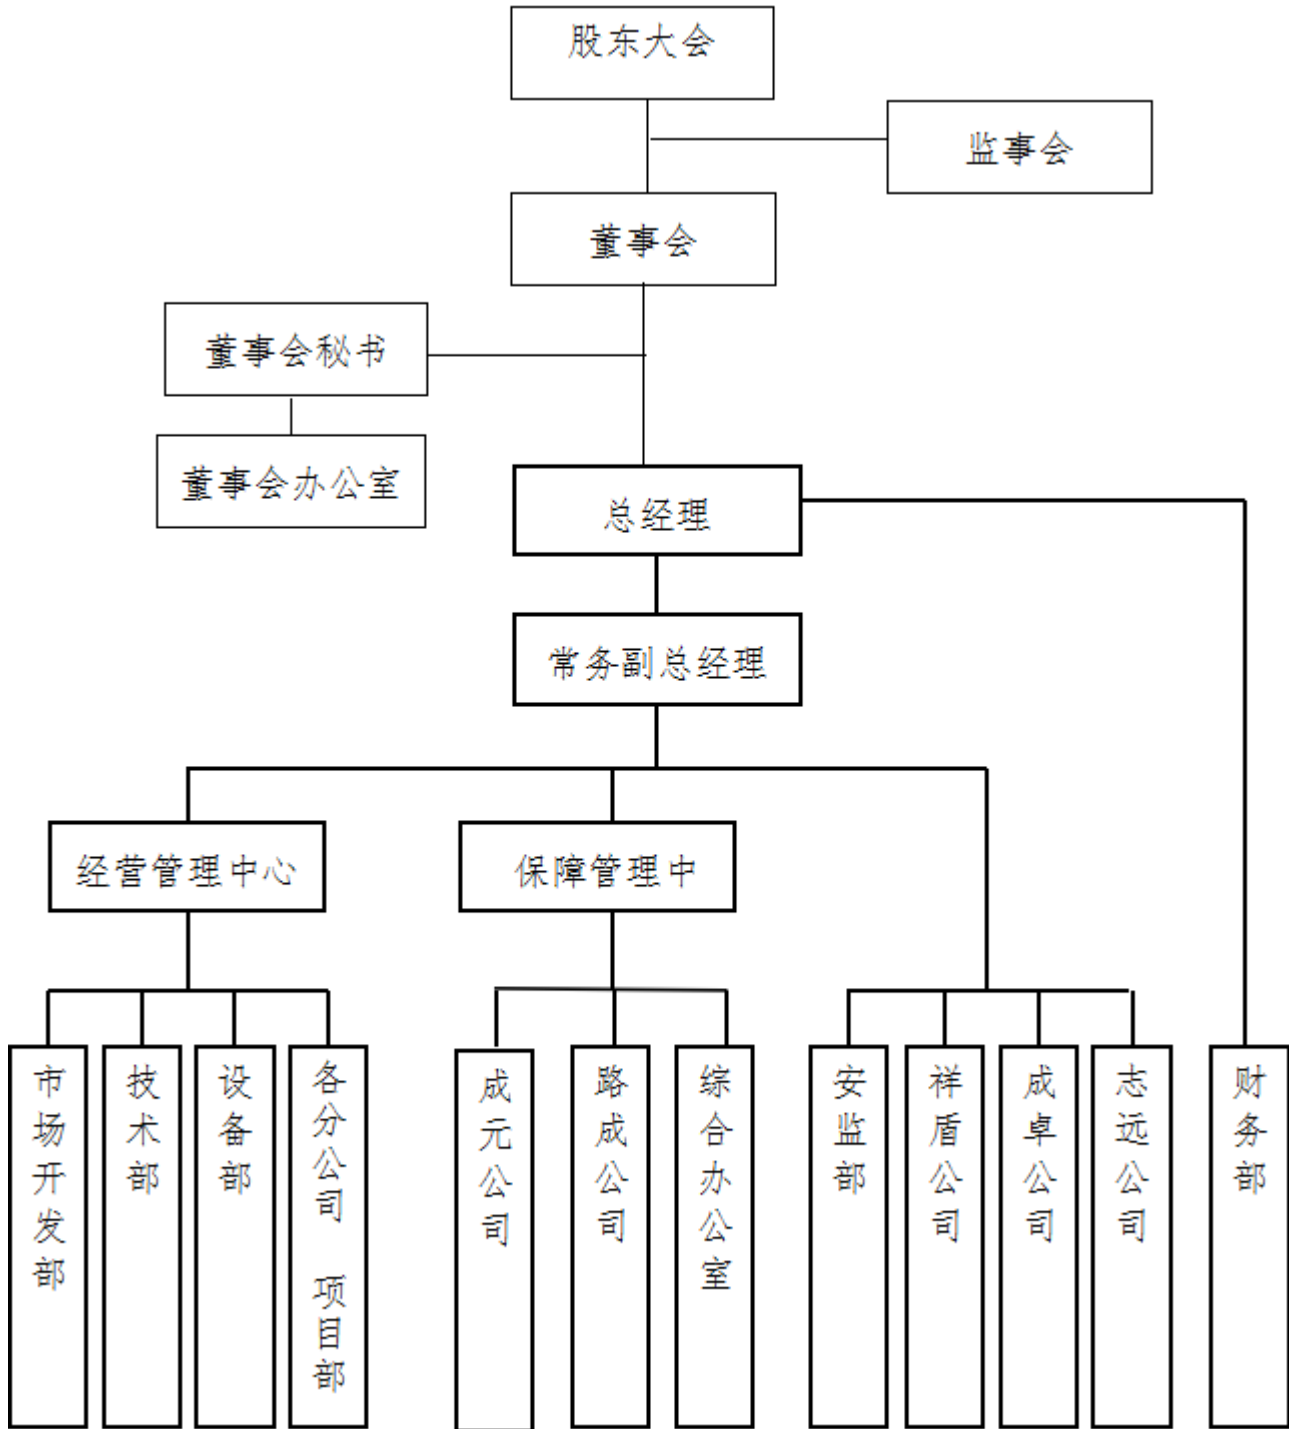 股东大会
监事会
董事会
董事会秘书
董事会办公室
总经理
常务副总经理
经营管理中心
保障管理中
市场开发部
技术部
设备部
各分公司 项目部
成元公司
路成公司
综合办公室
安监部
祥盾公司
成卓公司
志远公司
财务部